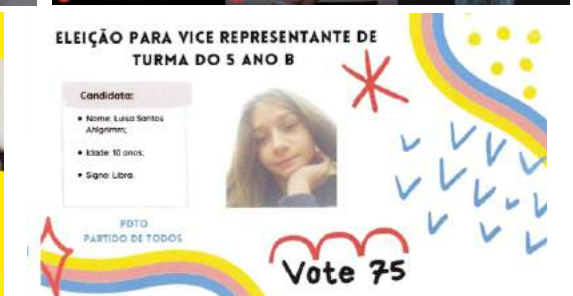 ELEIÇÃO PARA VICE REPRESENTANTE DE
TURMA DO 5 ANO B
Candidata:
• Nome: Luisa Santos
Ahlgrimm;
• Idade: 10 anos;
• Signo: Libra.
PDTO
PARTIDO DE TODOS
Vote 75